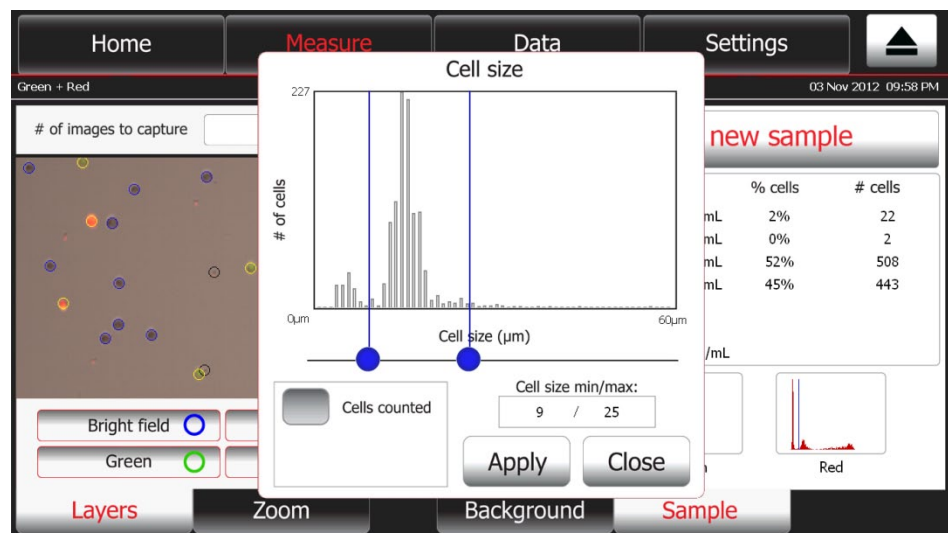 Home Measure Data Settings
Green + Red 03 Nov 2012 09:58 PM
# of images to capture
new sample
% cells # cells
mL 2% 22
mL 0% 2
mL 52% 508
mL 45% 443
/mL
Red
Cell size
227
# of cells
0µm 60µm
Cell size (µm)
Cells counted
Cell size min/max:
9 / 25
Apply Close
Bright field
Green
Layers Zoom Background Sample